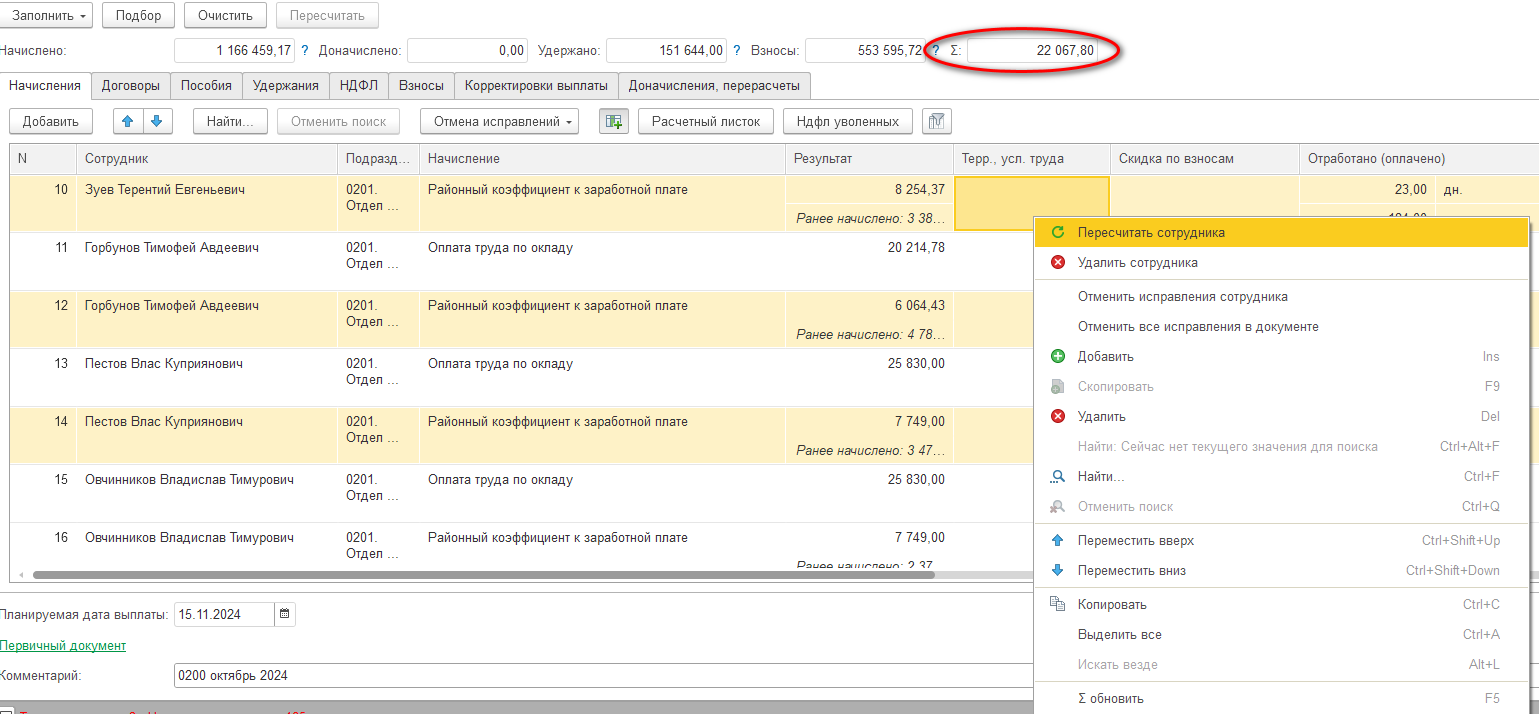 Заполнить Подбор Очистить Пересчитать
Начислено: 1 166 459,17 ? Доначислено: 0,00 Удержано: 151 644,00 ? Взносы: 553 595,72 ? Σ: 22 067,80
Начисления Договоры Пособия Удержания НДФЛ Взносы Корректировки выплаты Доначисления, перерасчеты
Добавить Найти... Отменить поиск Отмена исправлений Расчетный листок Ндфл уволенных
N Сотрудник Подразд... Начисление Результат Терр., усл. труда Скидка по взносам Отработано (оплачено)
10 Зуев Терентий Евгеньевич 0201. Районный коэффициент к заработной плате 8 254,37 23,00 дн.
Отдел ... Ранее начислено: 3 38...
11 Горбунов Тимофей Авдеевич 0201. Оплата труда по окладу 20 214,78
Отдел ...
12 Горбунов Тимофей Авдеевич 0201. Районный коэффициент к заработной плате 6 064,43
Отдел ...
Ранее начислено: 4 78...
13 Пестов Влас Куприянович 0201. Оплата труда по окладу 25 830,00
Отдел ...
14 Пестов Влас Куприянович 0201. Районный коэффициент к заработной плате 7 749,00
Отдел ...
Ранее начислено: 3 47...
15 Овчинников Владислав Тимурович 0201. Оплата труда по окладу 25 830,00
Отдел ...
16 Овчинников Владислав Тимурович 0201. Районный коэффициент к заработной плате 7 749,00
Отдел ...
Ранее начислено: 2 37...
Пересчитать сотрудника
Удалить сотрудника
Отменить исправления сотрудника
Отменить все исправления в документе
Добавить Ins
Скопировать F9
Удалить Del
Найти: Сейчас нет текущего значения для поиска Ctrl+Alt+F
Найти... Ctrl+F
Отменить поиск Ctrl+Q
Переместить вверх Ctrl+Shift+Up
Переместить вниз Ctrl+Shift+Down
Копировать Ctrl+C
Выделить все Ctrl+A
Искать везде Alt+L
Σ обновить F5
Планируемая дата выплаты: 15.11.2024
Первичный документ
Комментарий: 0200 октябрь 2024